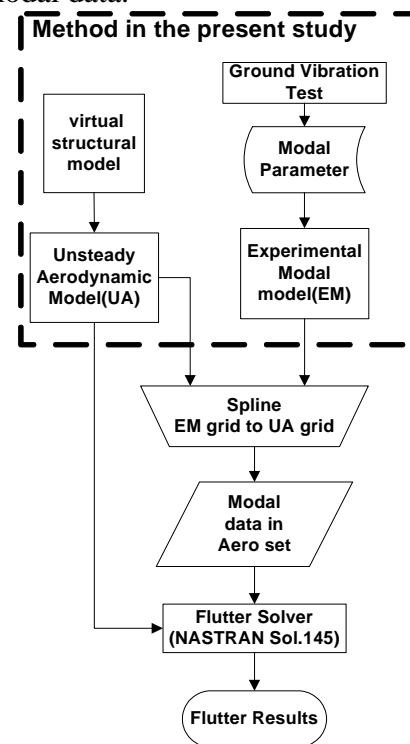 odal data.
Method in the present study
Ground Vibration
Test
virtual
structural
model
Modal
Parameter
Unsteady
Aerodynamic
Model(UA)
Experimental
Modal
model(EM)
Spline
EM grid to UA grid
Modal
data in
Aero set
Flutter Solver
(NASTRAN Sol.145)
Flutter Results